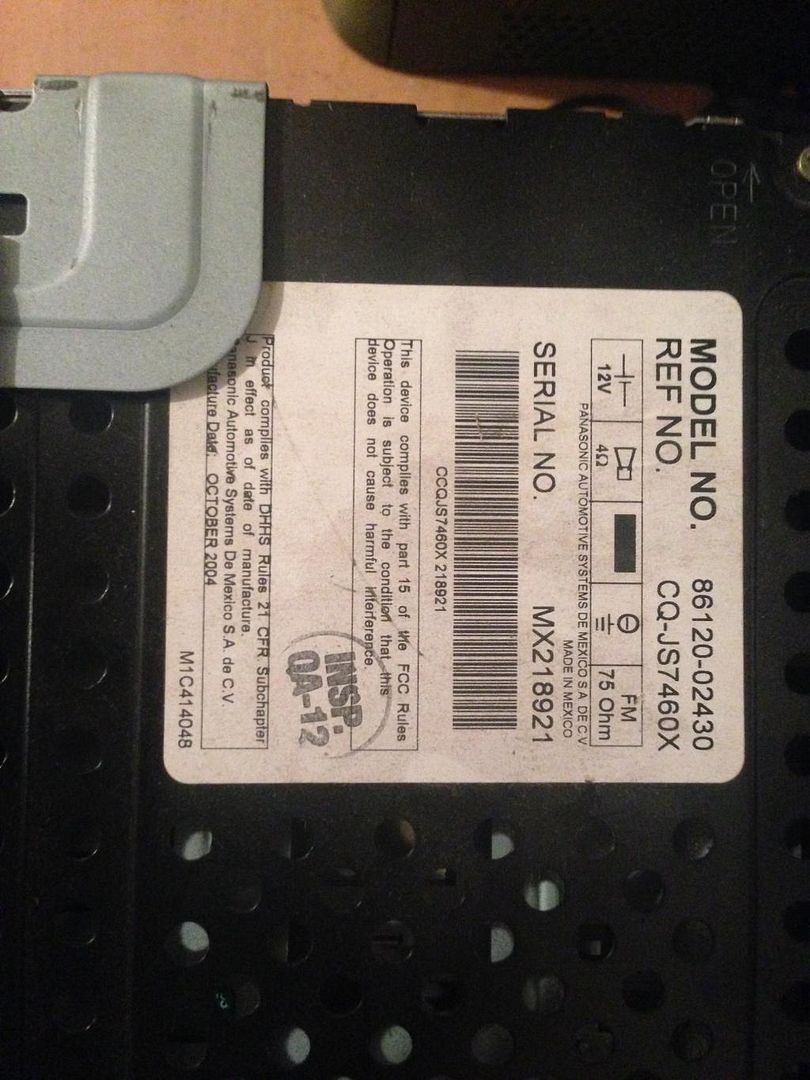 OPEN
MODEL NO. 86120-02430
REF NO. CQ-JS7460X
12V 4Ω FM 75 Ohm
PANASONIC AUTOMOTIVE SYSTEMS DE MEXICO S.A. DE C.V
MADE IN MEXICO
SERIAL NO. MX218921
CCQJS7460X 218921
This device complies with part 15 of the FCC Rules
Operation is subject to the condition that this
device does not cause harmful interference.
INSP.
QA-12
Product complies with DHHS Rules 21 CFR Subchapter
J in effect as of date of manufacture.
Panasonic Automotive Systems De Mexico S.A. de C.V
ufacture Date: OCTOBER 2004
M1C414048